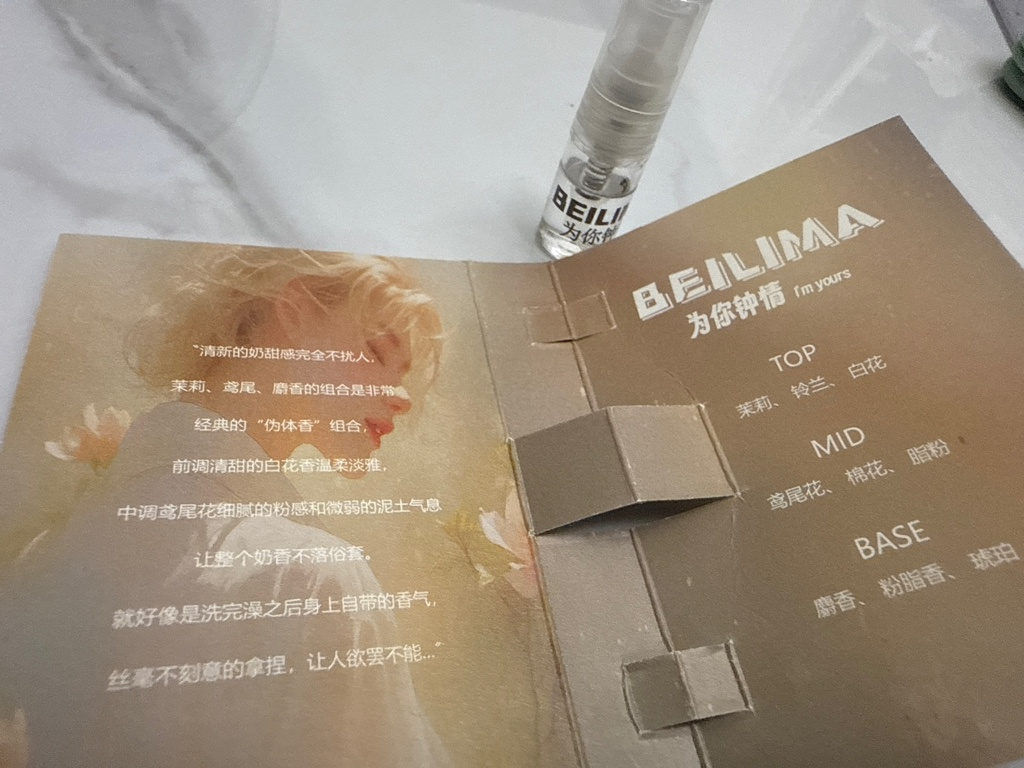 "清新的奶甜感完全不扰人，
茉莉、鸢尾、麝香的组合是非常
经典的“伪体香”组合，
前调清甜的白花香温柔淡雅，
中调鸢尾花细腻的粉感和微弱的泥土气息
让整个奶香不落俗套。
就好像是洗完澡之后身上自带的香气，
丝毫不刻意的拿捏，让人欲罢不能..."
BEILI
为你钟
BEILIMA
为你钟情 I'm yours
TOP
茉莉、铃兰、白花
MID
鸢尾花、棉花、脂粉
BASE
麝香、粉脂香、琥珀